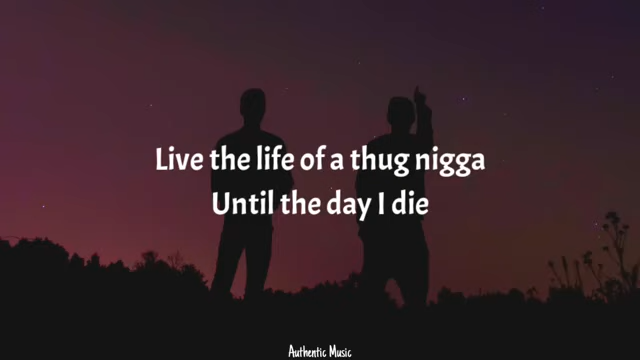 Live the life of a thug nigga
Until the day I die
Authentic Music